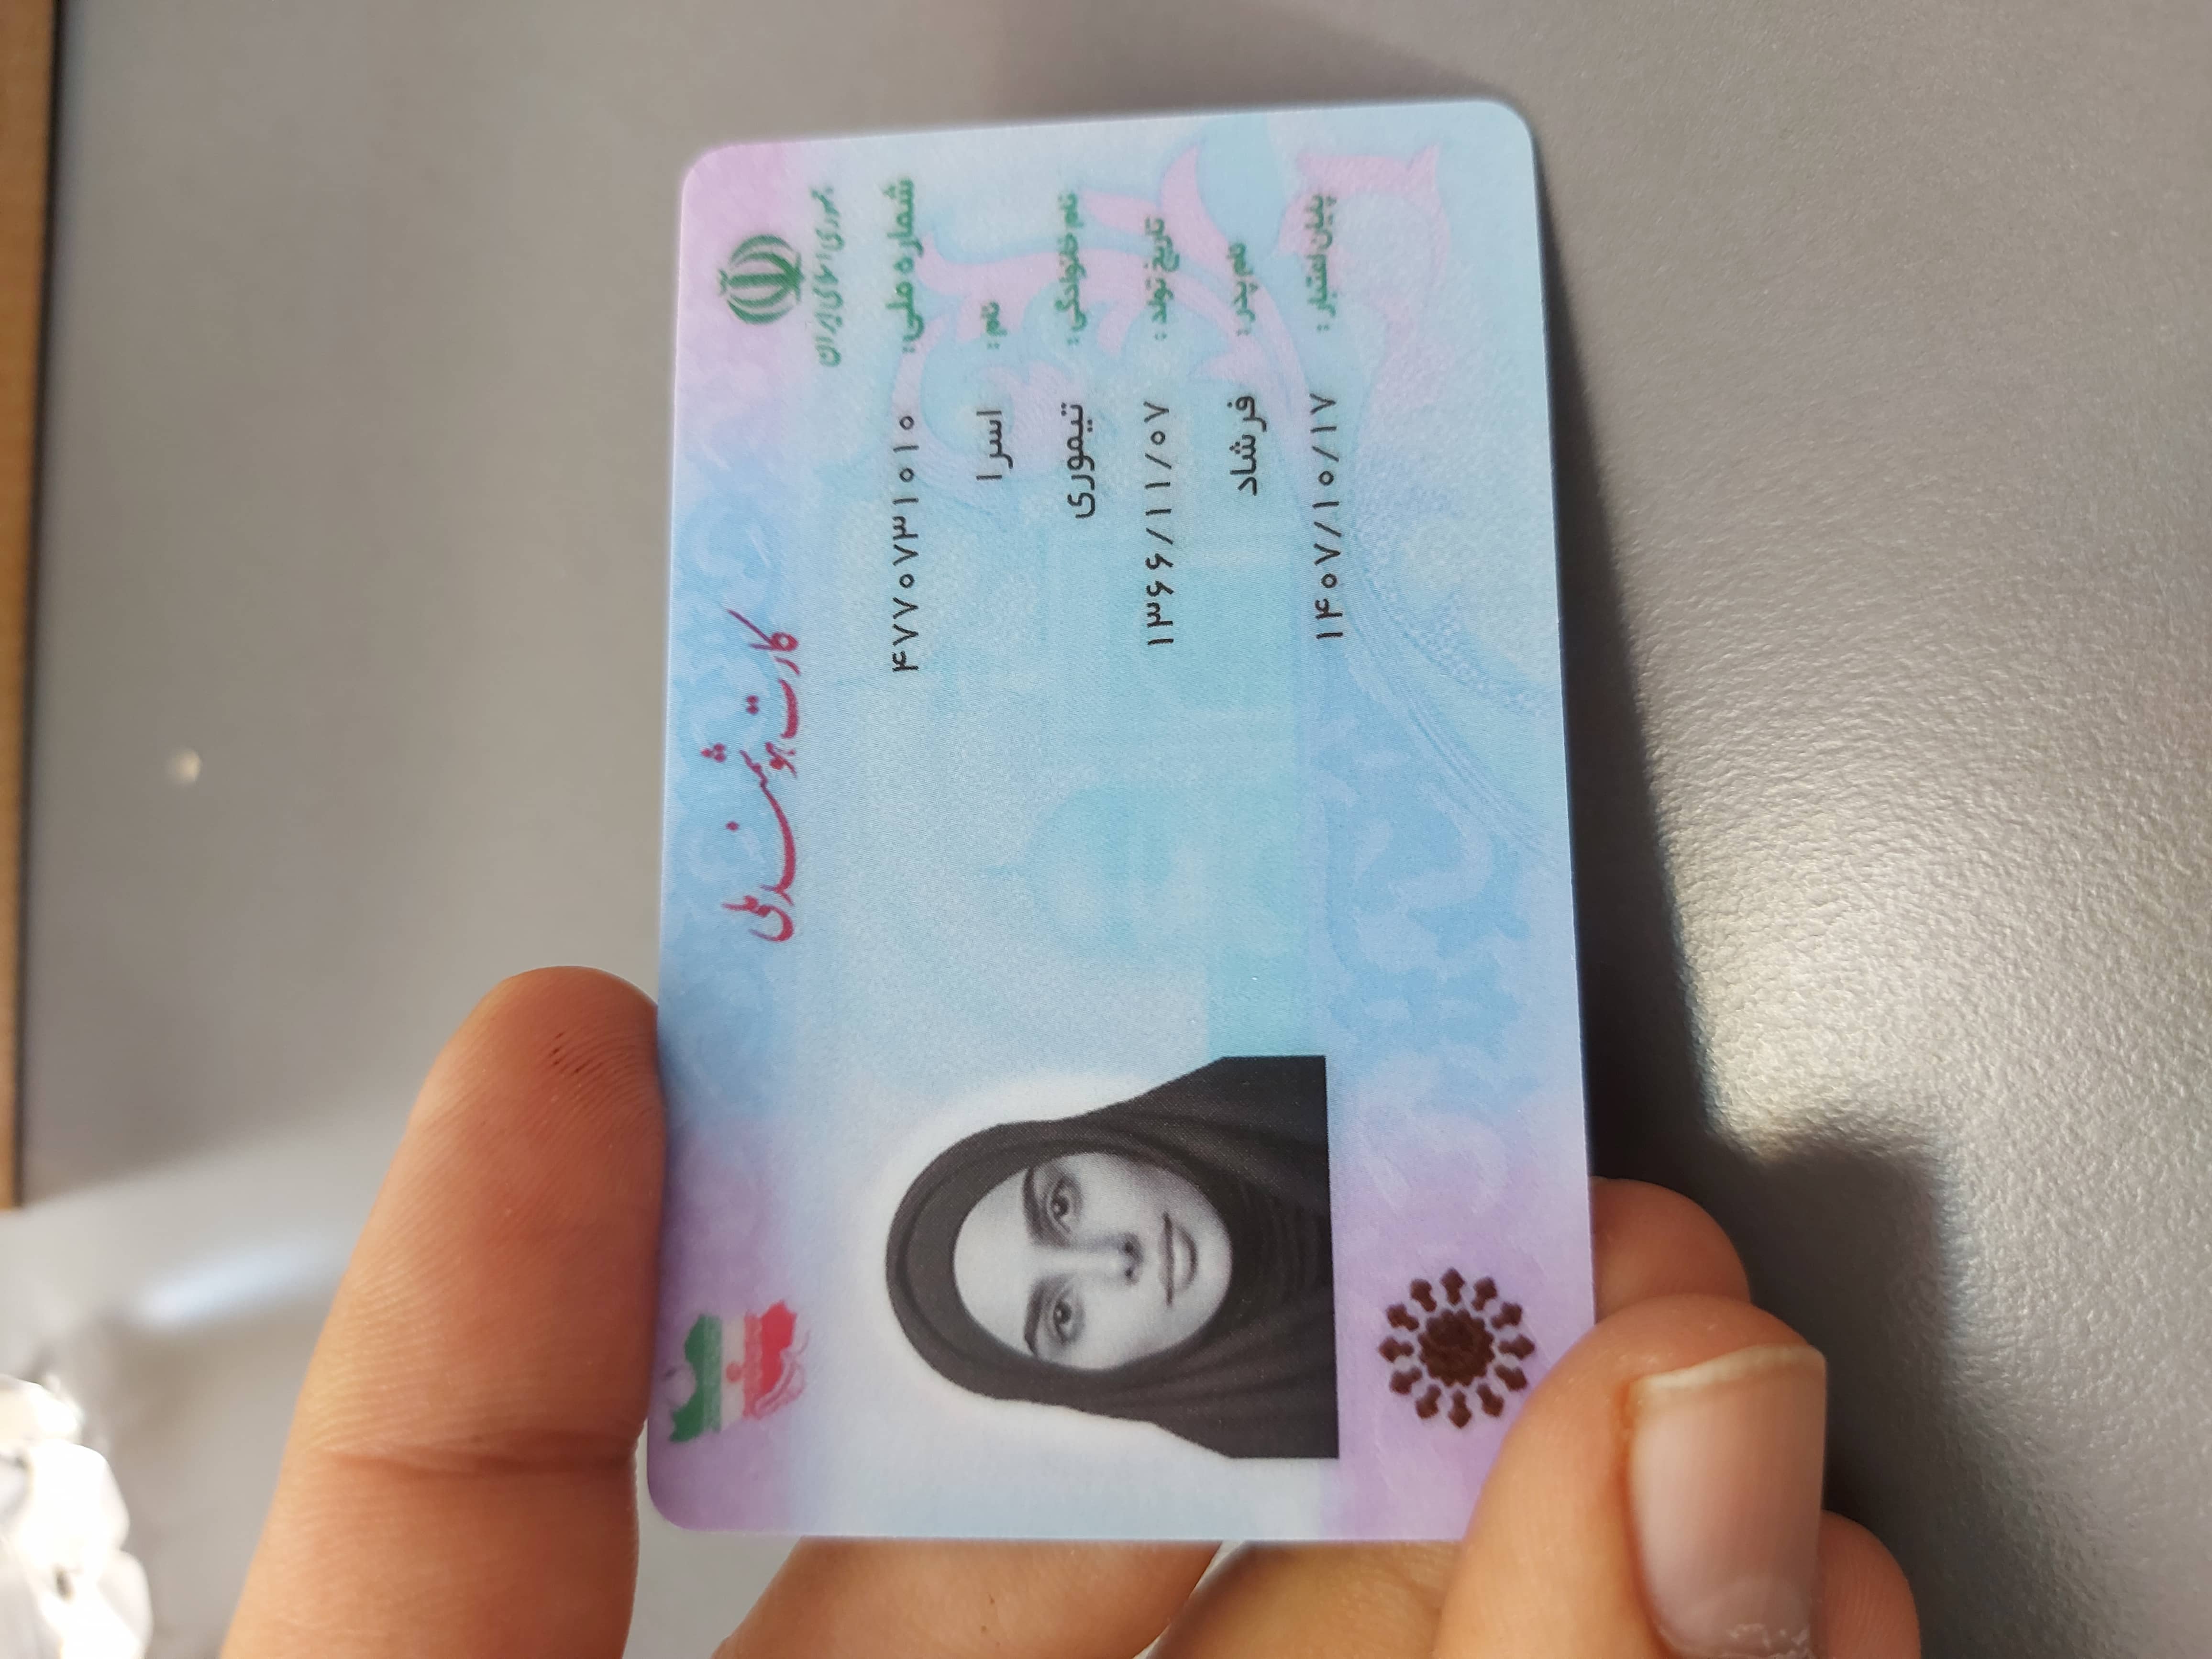 جمهوری اسلامی ایران
کارت هوشمند ملی
شماره ملی: ۴۷۷۰۷۳۱۰۱۰
نام: اسرا
نام خانوادگی: تیموری
تاریخ تولد: ۱۳۶۶/۱۱/۰۷
نام پدر: فرشاد
پایان اعتبار: ۱۴۰۷/۱۰/۱۷